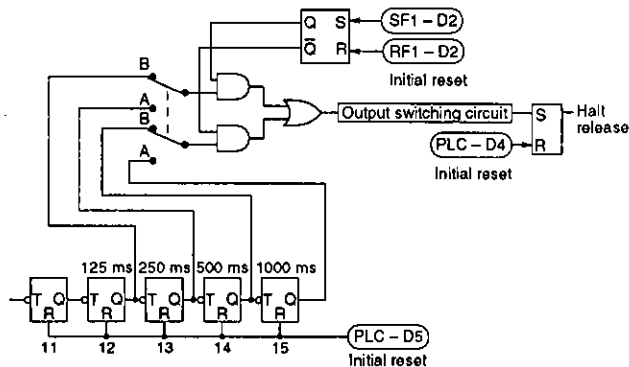 Q S
SF1 – D2
Q̅ R
RF1 – D2
Initial reset
B
A
B
A
Output switching circuit
S
R
Halt
release
PLC – D4
Initial reset
125 ms 250 ms 500 ms 1000 ms
T Q T Q T Q T Q T Q
R R R R R
11 12 13 14 15
PLC – D5
Initial reset